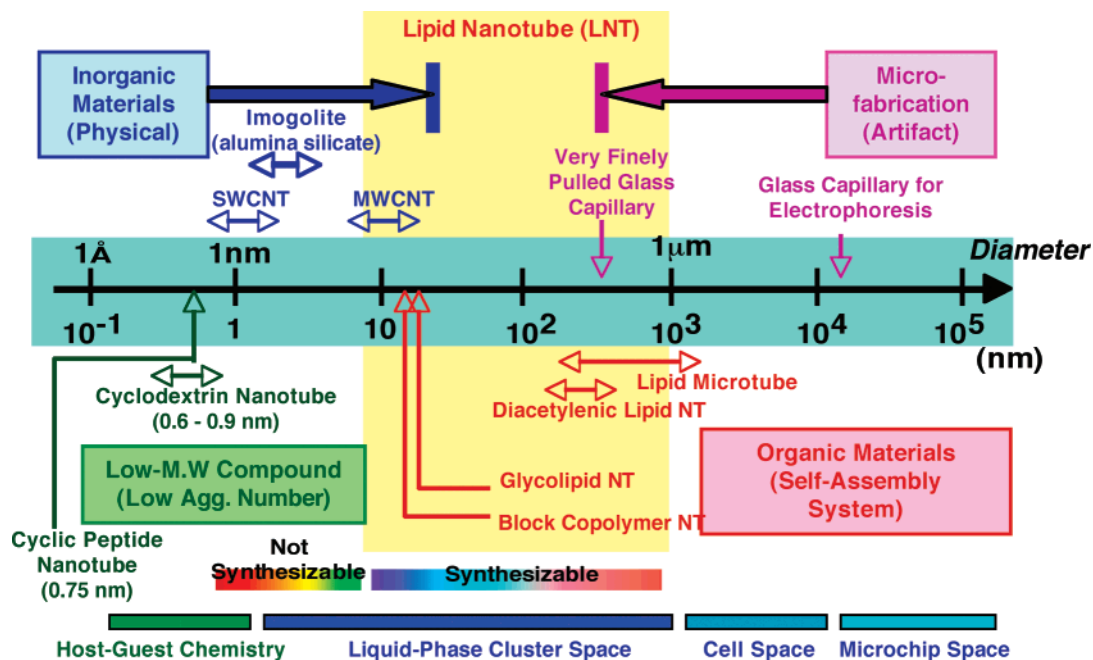 Lipid Nanotube (LNT)
Inorganic
Materials
(Physical)
Micro-
fabrication
(Artifact)
Imogolite
(alumina silicate)
SWCNT
MWCNT
Very Finely
Pulled Glass
Capillary
Glass Capillary for
Electrophoresis
1Å
1nm
1μm
Diameter
10⁻¹
1
10
10²
10³
10⁴
10⁵
(nm)
Cyclodextrin Nanotube
(0.6 - 0.9 nm)
Lipid Microtube
Diacetylenic Lipid NT
Low-M.W Compound
(Low Agg. Number)
Glycolipid NT
Block Copolymer NT
Organic Materials
(Self-Assembly
System)
Cyclic Peptide
Nanotube
(0.75 nm)
Not
Synthesizable
Synthesizable
Host-Guest Chemistry
Liquid-Phase Cluster Space
Cell Space
Microchip Space